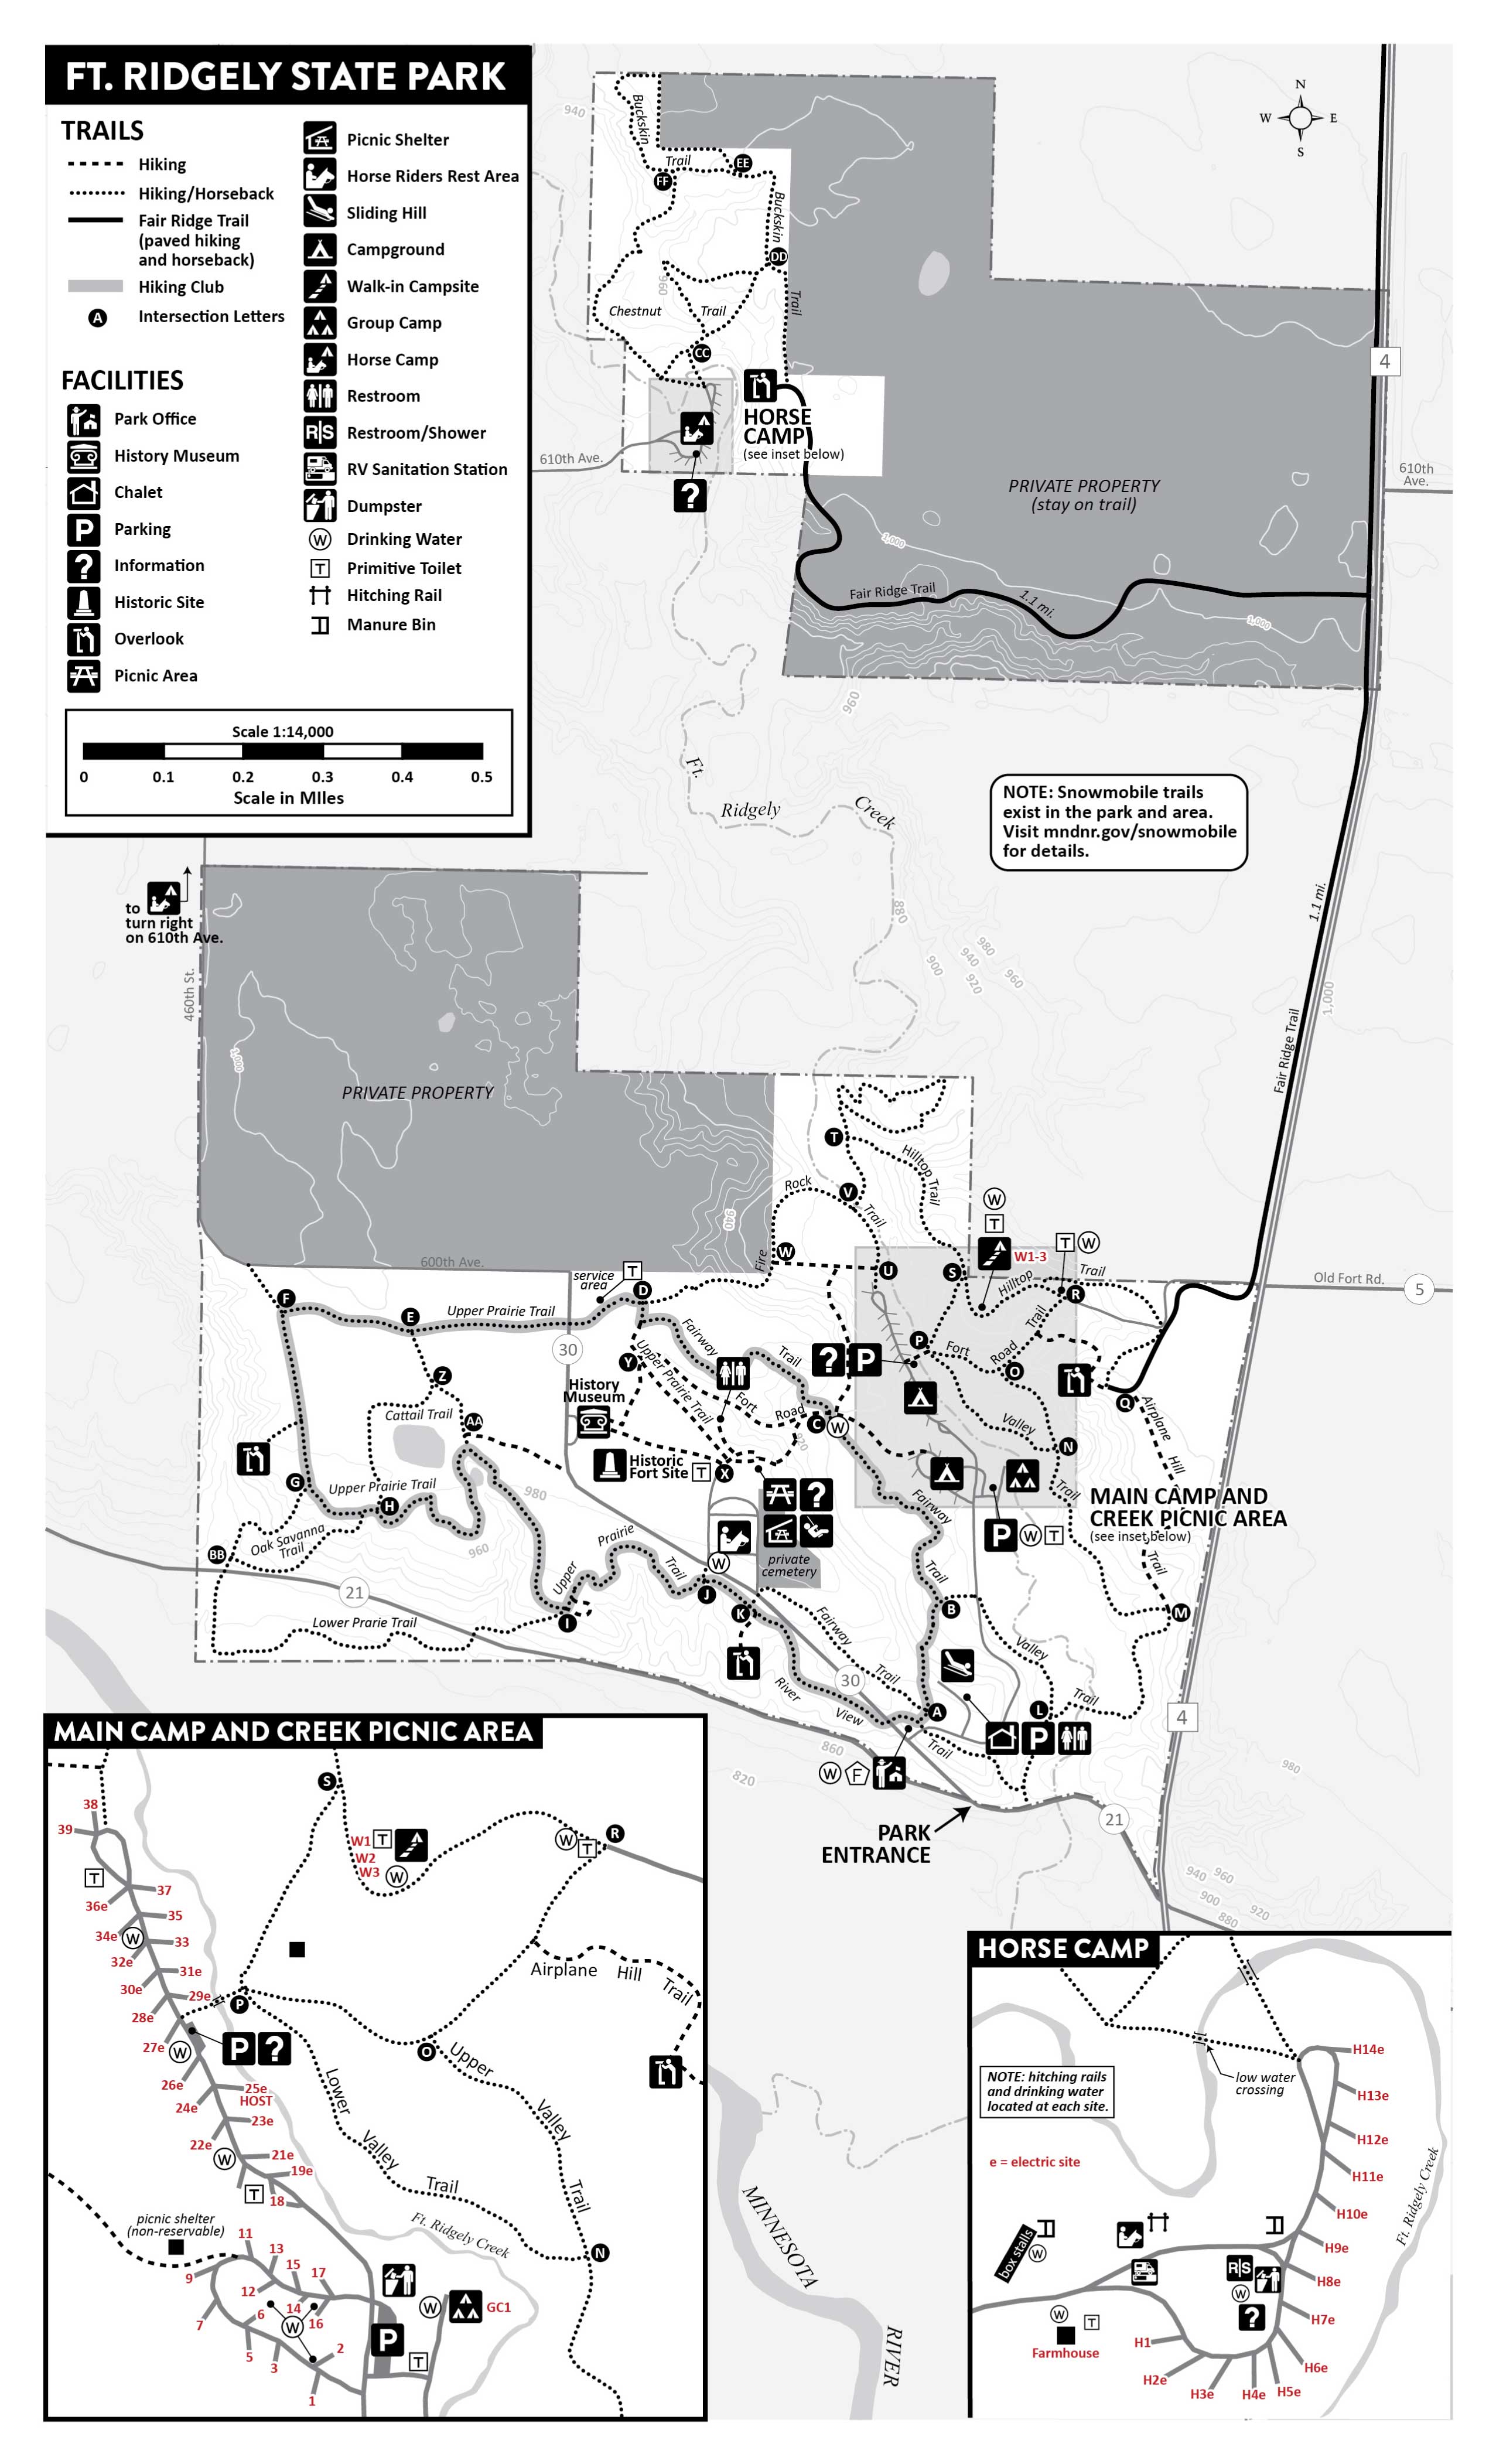 FT. RIDGELY STATE PARK
TRAILS
Hiking
Hiking/Horseback
Fair Ridge Trail
(paved hiking
and horseback)
Hiking Club
A
Intersection Letters
FACILITIES
Park Office
History Museum
Chalet
P
Parking
?
Information
Historic Site
Overlook
Picnic Area
Picnic Shelter
Horse Riders Rest Area
Sliding Hill
Campground
Walk-in Campsite
Group Camp
Horse Camp
Restroom
R|S
Restroom/Shower
RV Sanitation Station
Dumpster
W
Drinking Water
T
Primitive Toilet
Hitching Rail
Manure Bin
Scale 1:14,000
0 0.1 0.2 0.3 0.4 0.5
Scale in MIles
N
W E
S
940
Buckskin
Trail
EE
FF
Buckskin
DD
960
Chestnut
Trail
Trail
CC
4
HORSE
CAMP
(see inset below)
610th Ave.
?
610th
Ave.
PRIVATE PROPERTY
(stay on trail)
1,000
Fair Ridge Trail
1.1 mi.
1,000
960
Ft.
Ridgely
Creek
NOTE: Snowmobile trails
exist in the park and area.
Visit mndnr.gov/snowmobile
for details.
to
turn right
on 610th Ave.
460th St.
1,000
PRIVATE PROPERTY
880
900
940
980
920
960
1.1 mi.
1,000
Fair Ridge Trail
T
Hilltop Trail
Rock
V
Trail
940
W
Fire
U
S
W
T
W1-3
T
W
Hilltop
Trail
R
Old Fort Rd.
5
600th Ave.
service
area
T
D
F
E
Upper Prairie Trail
30
Fairway
Trail
Y
Upper Prairie Trail
Fort
Road
?
P
P
Fort
Road
Trail
O
Q
Airplane
Hill
Trail
Z
Cattail Trail
AA
History
Museum
Historic
Fort Site
T
X
C
W
920
Valley
N
Trail
G
Upper Prairie Trail
H
980
?
Fairway
P
W
T
MAIN CAMP AND
CREEK PICNIC AREA
(see inset below)
BB
Oak Savanna
Trail
960
Prairie
Trail
Upper
W
private
cemetery
21
I
J
K
Trail
B
M
Lower Prarie Trail
Fairway
Trail
Valley
River
View
Trail
30
A
L
Trail
P
4
860
820
W
F
PARK
ENTRANCE
21
980
940
960
900
920
880
MAIN CAMP AND CREEK PICNIC AREA
S
38
39
T
W1
T
W2
W3
W
W
T
R
37
36e
35
34e
W
33
32e
31e
30e
29e
28e
P
27e
W
P
?
Airplane
Hill
Trail
O
Upper
Valley
Trail
26e
25e
HOST
24e
23e
22e
21e
W
19e
T
18
Lower
Valley
Trail
Ft. Ridgely Creek
N
picnic shelter
(non-reservable)
11
13
15
17
9
12
14
16
7
6
W
5
3
2
1
W
GC1
P
T
MINNESOTA
RIVER
HORSE CAMP
NOTE: hitching rails
and drinking water
located at each site.
low water
crossing
e = electric site
H14e
H13e
H12e
H11e
H10e
H9e
H8e
H7e
H6e
H5e
H4e
H3e
H2e
H1
box stalls
W
R|S
W
?
W
T
Farmhouse
Ft. Ridgely Creek